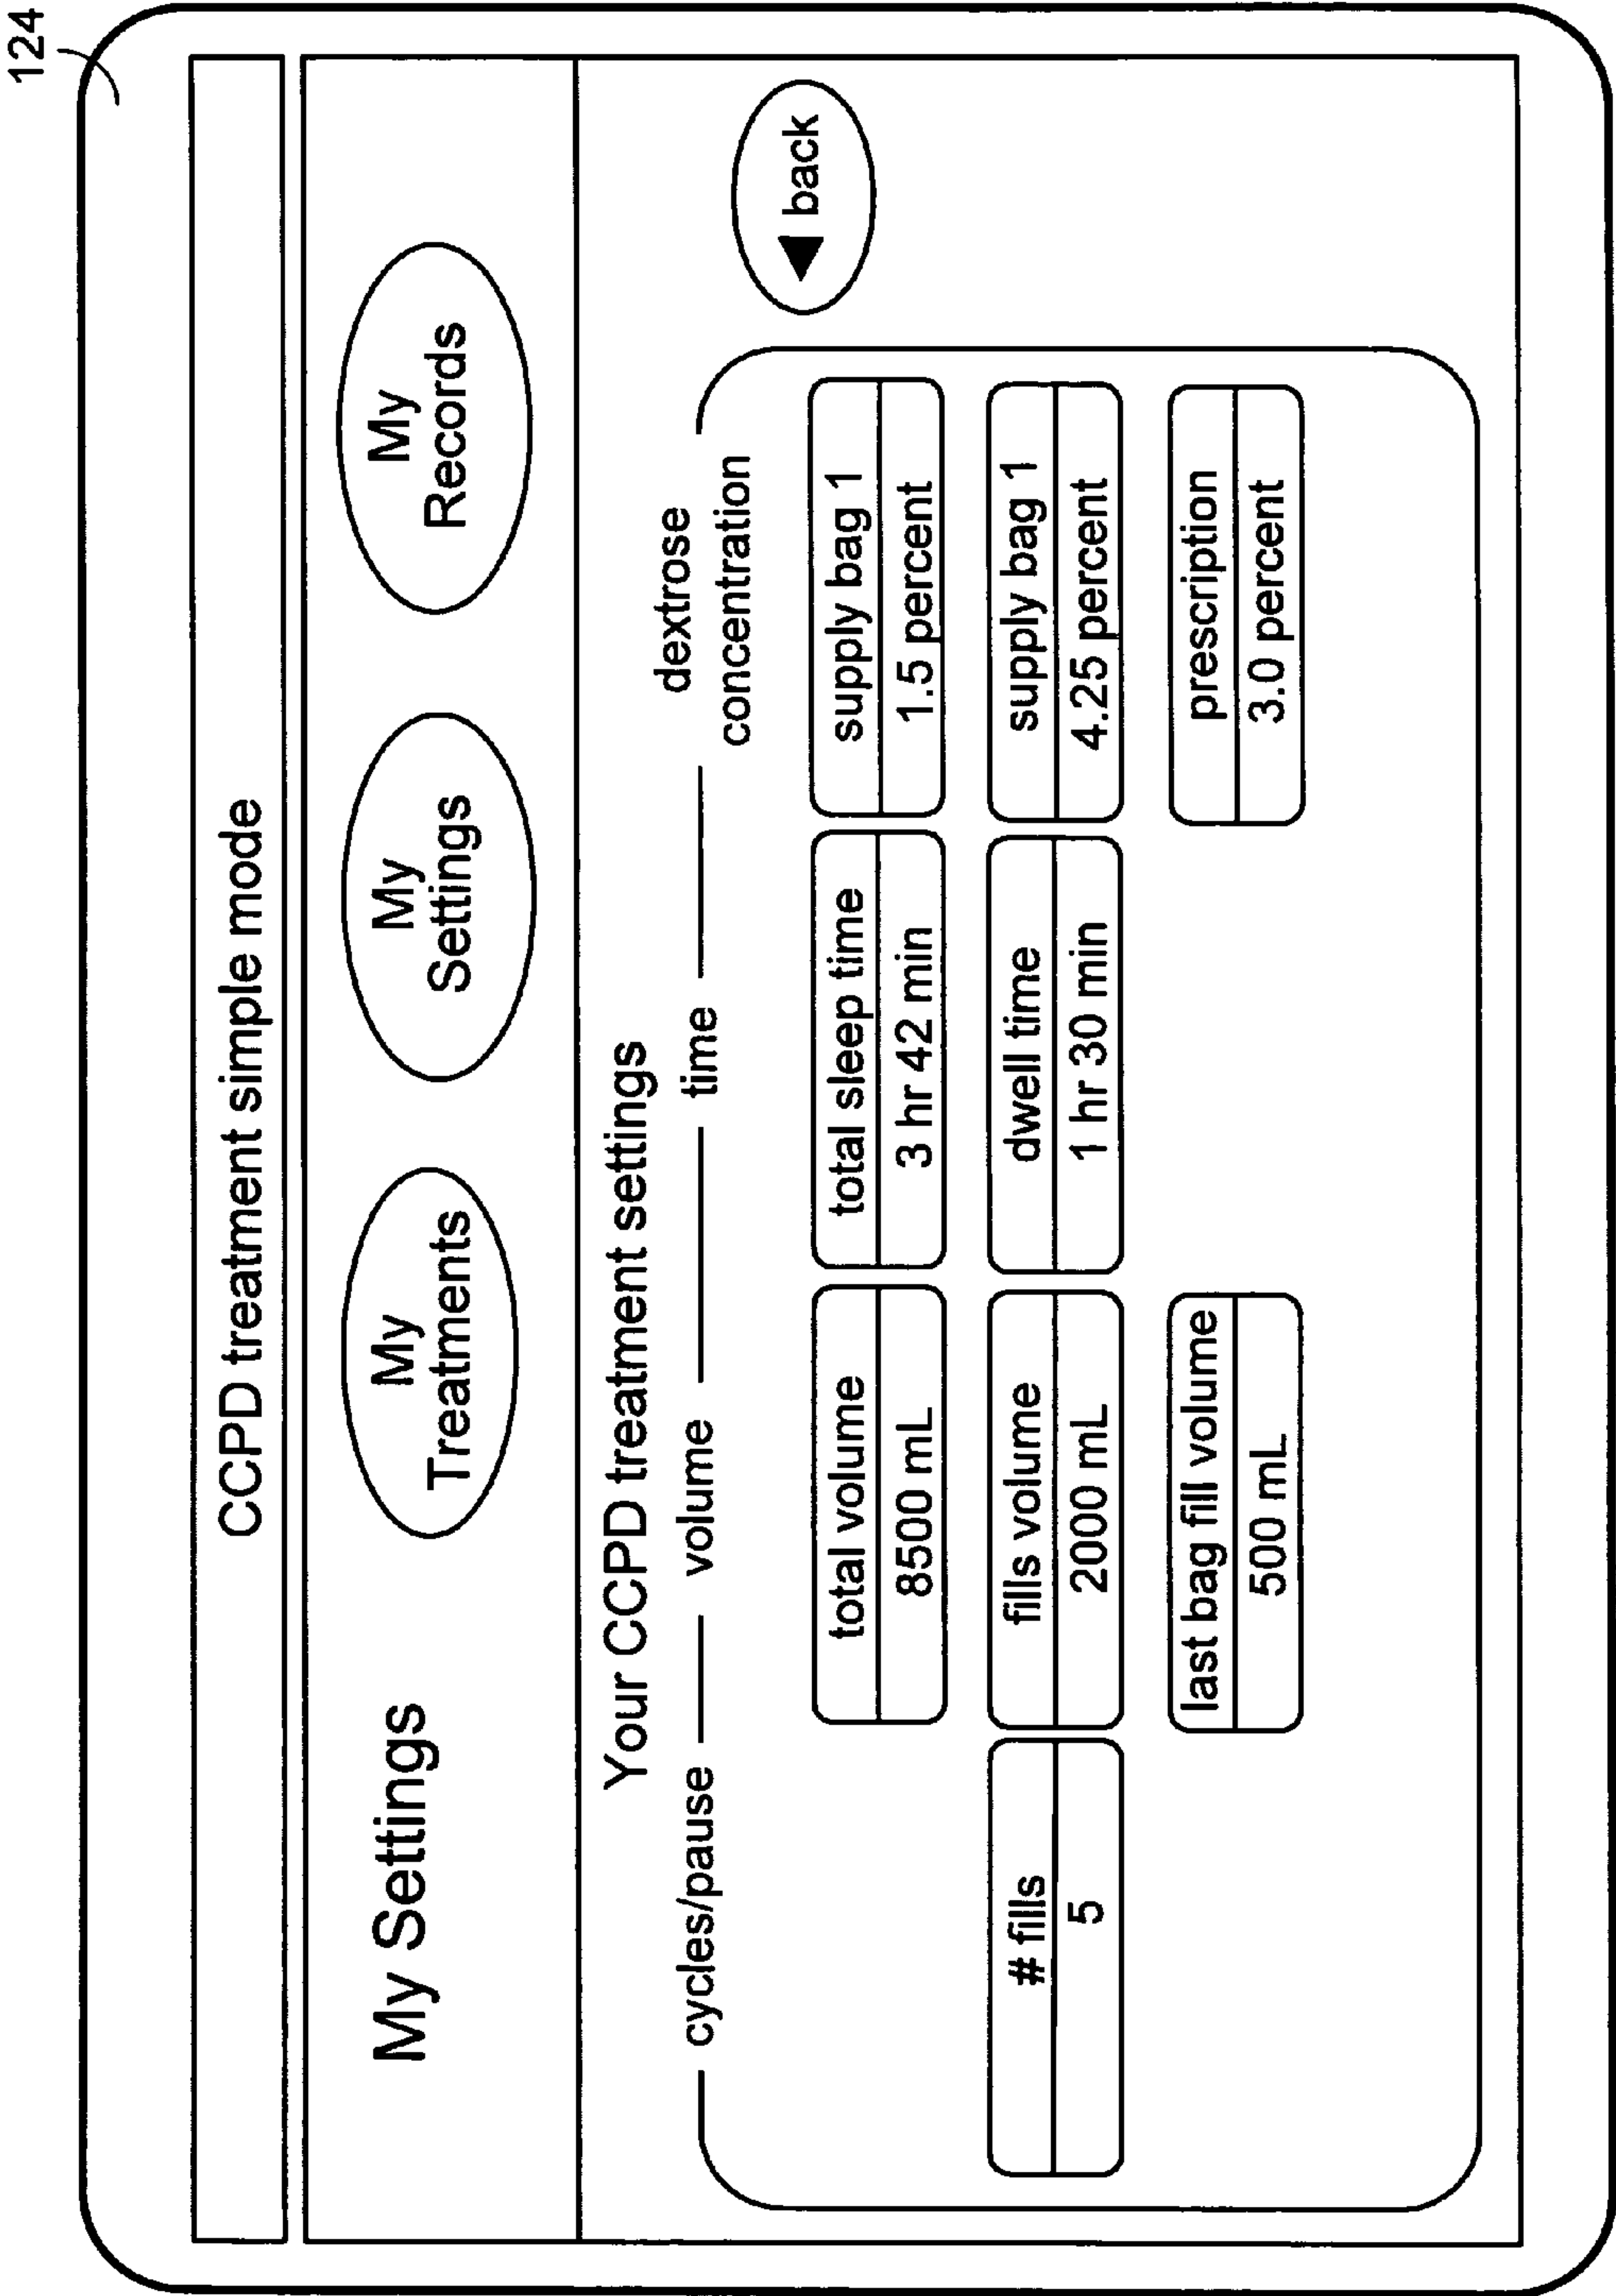 124
CCPD treatment simple mode
My Settings
My
Treatments
My
Settings
My
Records
Your CCPD treatment settings
cycles/pause
volume
time
dextrose
concentration
back
# fills
5
total volume
8500 mL
fills volume
2000 mL
last bag fill volume
500 mL
total sleep time
3 hr 42 min
dwell time
1 hr 30 min
supply bag 1
1.5 percent
supply bag 1
4.25 percent
prescription
3.0 percent